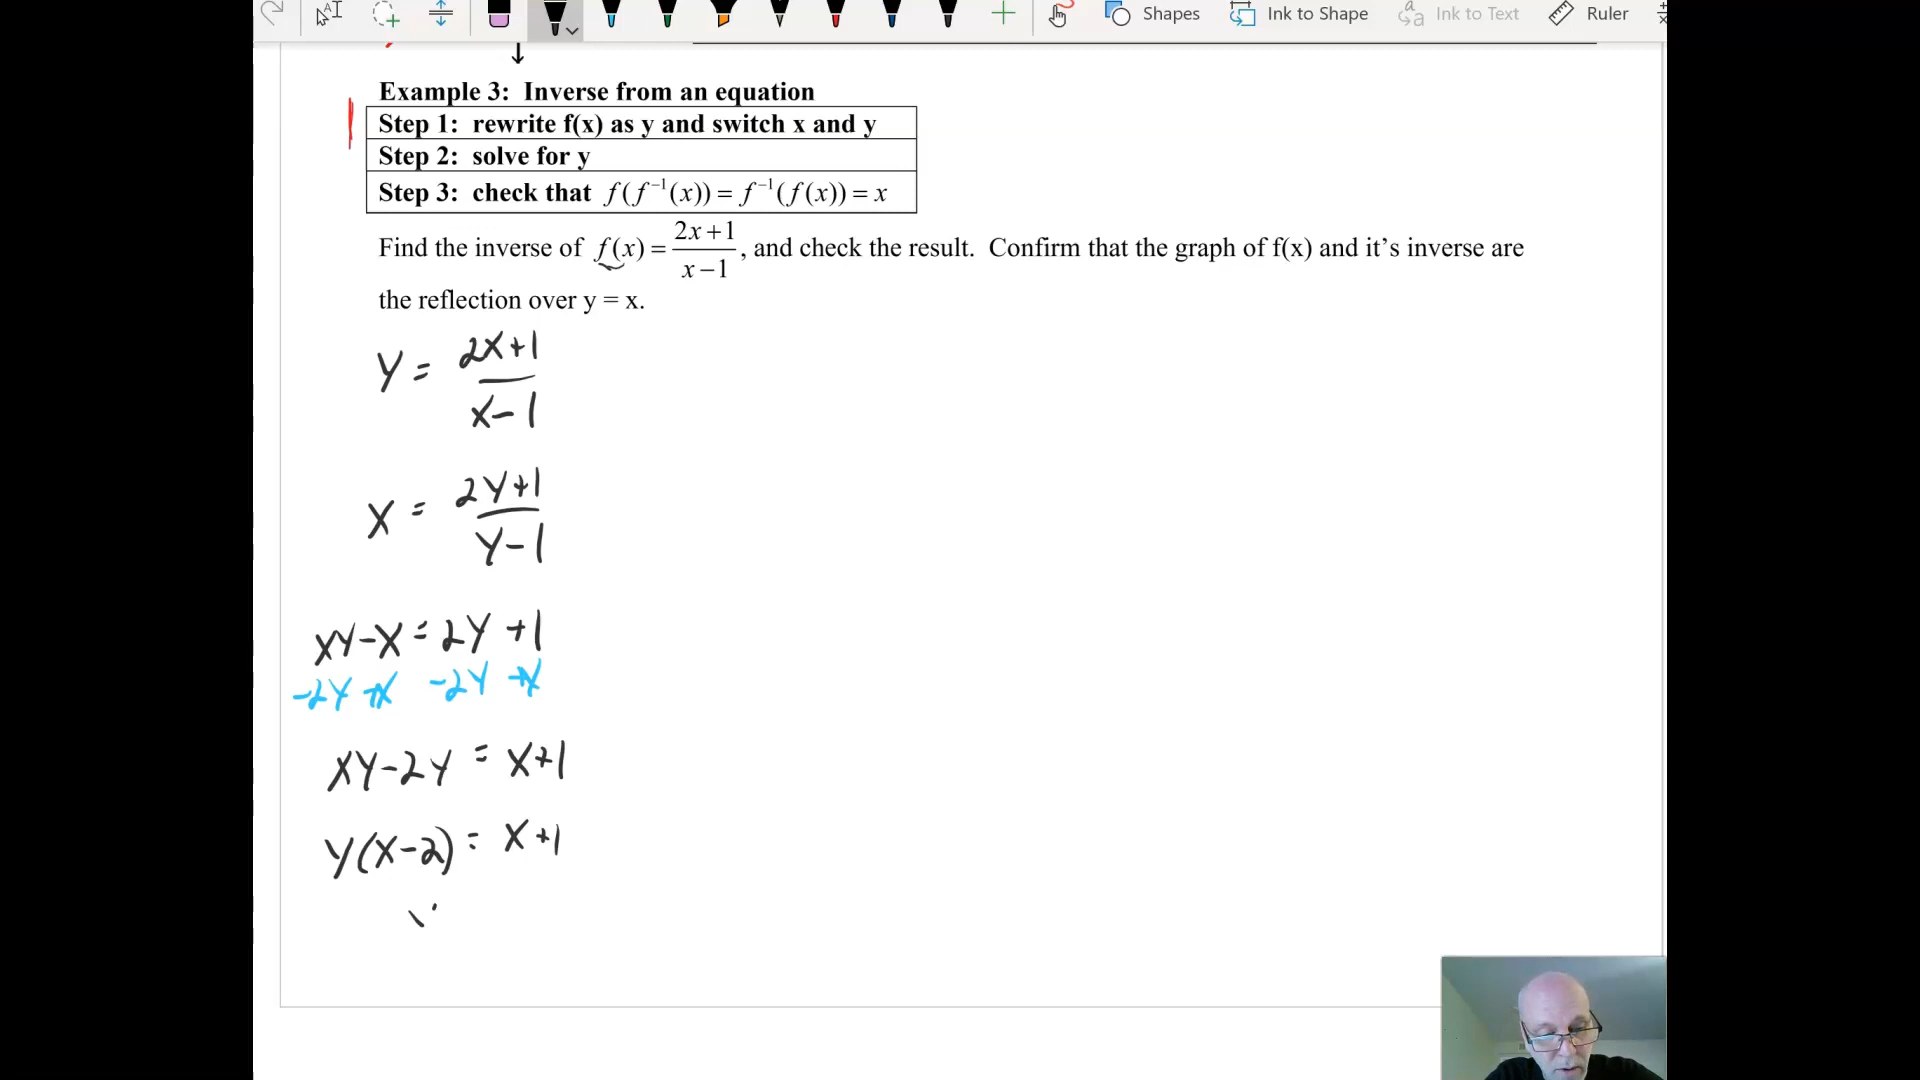 Shapes Ink to Shape Ink to Text Ruler
Example 3: Inverse from an equation
Step 1: rewrite f(x) as y and switch x and y
Step 2: solve for y
Step 3: check that f(f⁻¹(x)) = f⁻¹(f(x)) = x
Find the inverse of f(x) = (2x+1)/(x−1), and check the result. Confirm that the graph of f(x) and it’s inverse are
the reflection over y = x.
Y = (2X+1)/(X−1)
X = (2Y+1)/(Y−1)
XY−X = 2Y+1
−2Y +X −2Y +X
XY−2Y = X+1
Y(X−2) = X+1